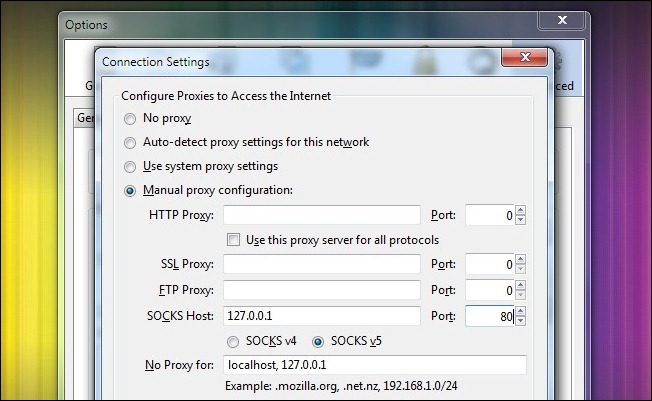 Options
Connection Settings
Configure Proxies to Access the Internet
No proxy
Auto-detect proxy settings for this network
Use system proxy settings
Manual proxy configuration:
HTTP Proxy: Port: 0
Use this proxy server for all protocols
SSL Proxy: Port: 0
FTP Proxy: Port: 0
SOCKS Host: 127.0.0.1 Port: 80
SOCKS v4 SOCKS v5
No Proxy for: localhost, 127.0.0.1
Example: .mozilla.org, .net.nz, 192.168.1.0/24